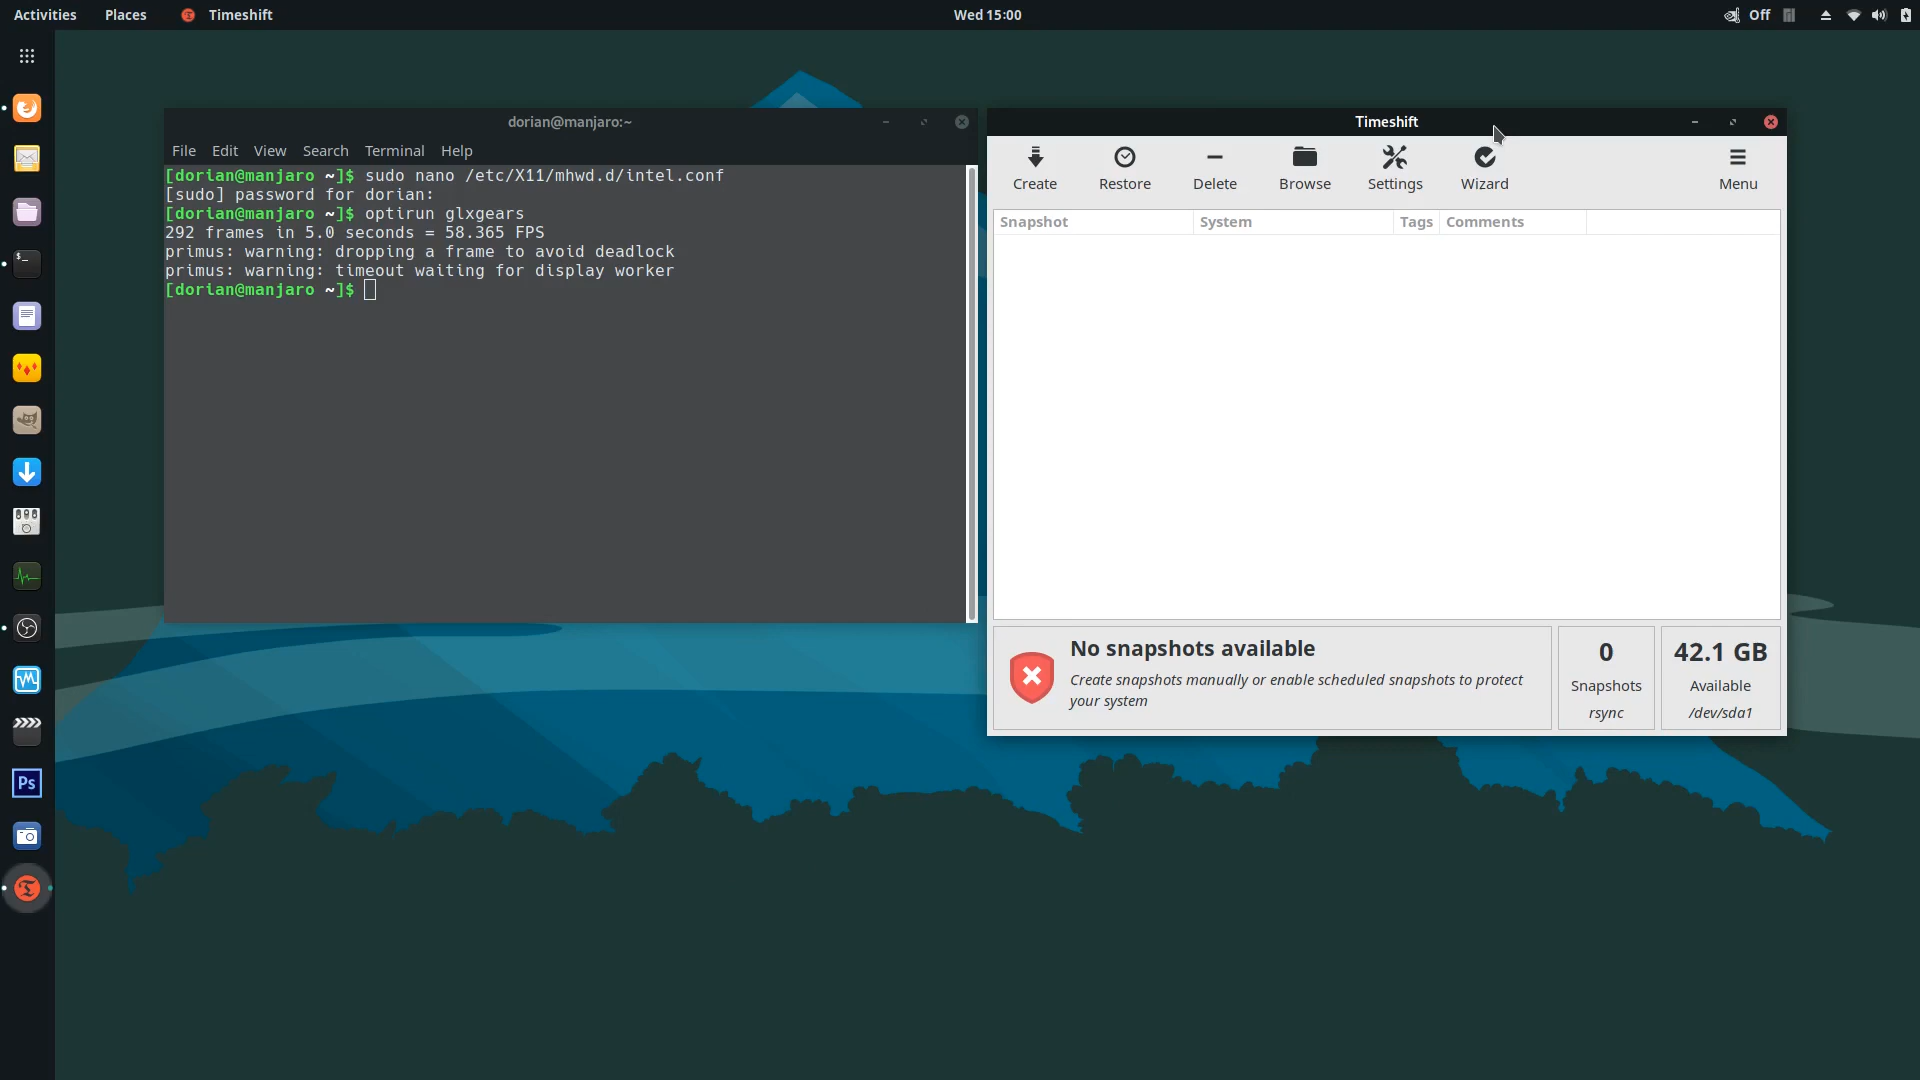 Activities Places Timeshift Wed 15:00 Off
dorian@manjaro:~
File Edit View Search Terminal Help
[dorian@manjaro ~]$ sudo nano /etc/X11/mhwd.d/intel.conf
[sudo] password for dorian:
[dorian@manjaro ~]$ optirun glxgears
292 frames in 5.0 seconds = 58.365 FPS
primus: warning: dropping a frame to avoid deadlock
primus: warning: timeout waiting for display worker
[dorian@manjaro ~]$
Timeshift
Create Restore Delete Browse Settings Wizard Menu
Snapshot System Tags Comments
No snapshots available
Create snapshots manually or enable scheduled snapshots to protect
your system
0
Snapshots
rsync
42.1 GB
Available
/dev/sda1
$_
Ps